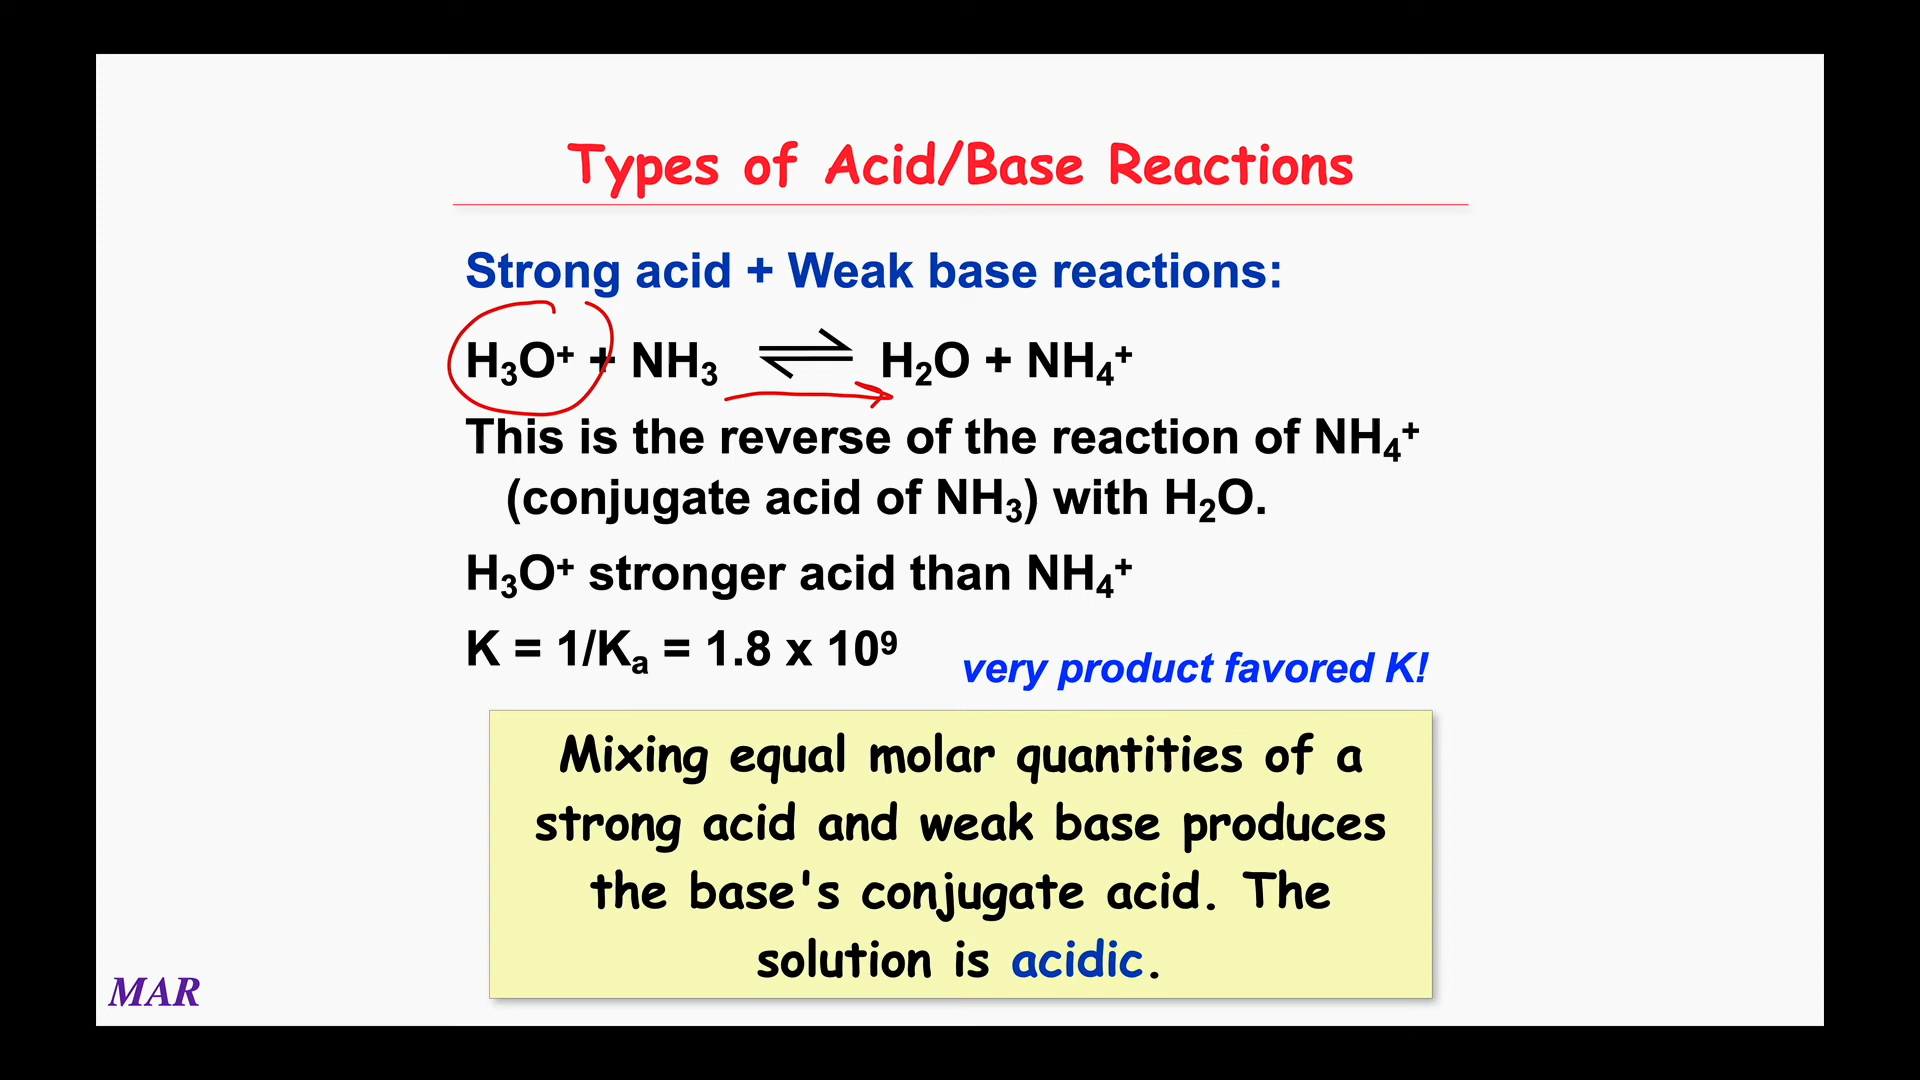 Types of Acid/Base Reactions
Strong acid + Weak base reactions:
H₃O⁺ + NH₃ ⇌ H₂O + NH₄⁺
This is the reverse of the reaction of NH₄⁺
(conjugate acid of NH₃) with H₂O.
H₃O⁺ stronger acid than NH₄⁺
K = 1/Kₐ = 1.8 x 10⁹
very product favored K!
Mixing equal molar quantities of a
strong acid and weak base produces
the base's conjugate acid. The
solution is acidic.
MAR